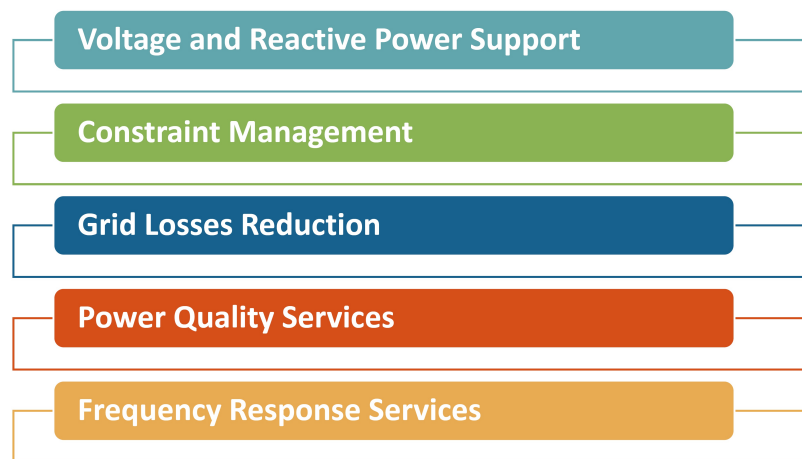 Voltage and Reactive Power Support
Constraint Management
Grid Losses Reduction
Power Quality Services
Frequency Response Services